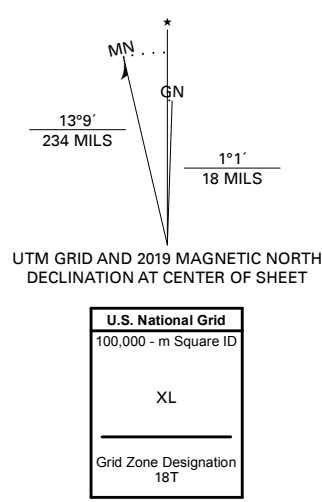 ★
MN
GN
13°9´
234 MILS
1°1´
18 MILS
UTM GRID AND 2019 MAGNETIC NORTH
DECLINATION AT CENTER OF SHEET
U.S. National Grid
100,000 - m Square ID
XL
Grid Zone Designation
18T